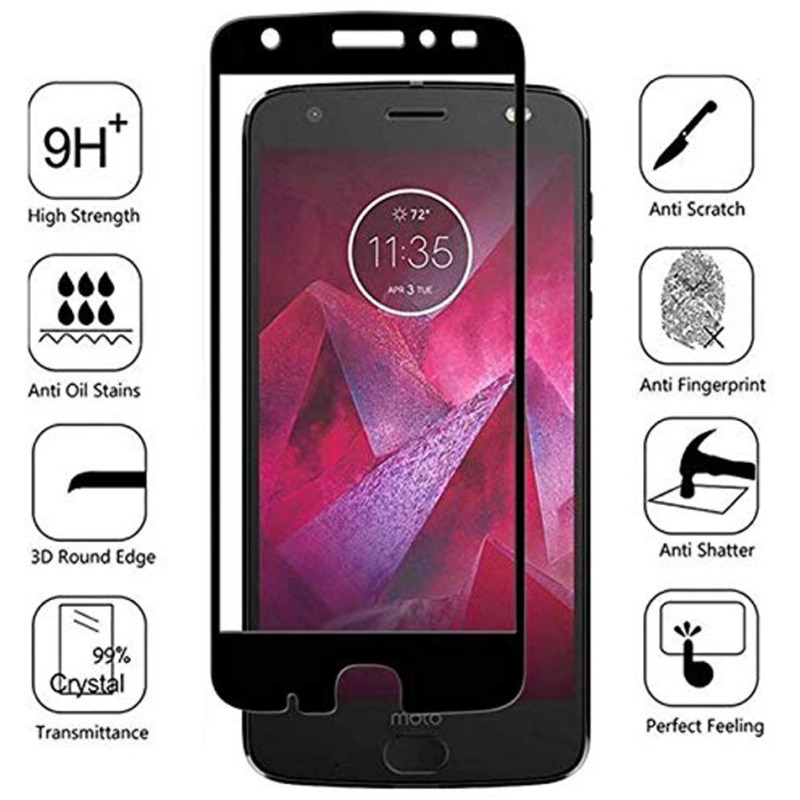 9H+
High Strength
Anti Oil Stains
3D Round Edge
99%
Crystal
Transmittance
72°
11:35
APR 3 TUE
moto
Anti Scratch
Anti Fingerprint
Anti Shatter
Perfect Feeling